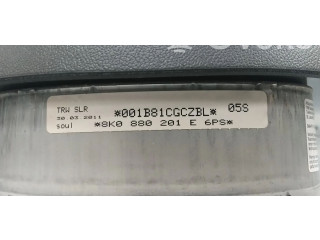 TRW SLR
30.03.2011
soul
*001B81CGCZBL* 05S
*8K0 880 201 E 6PS*